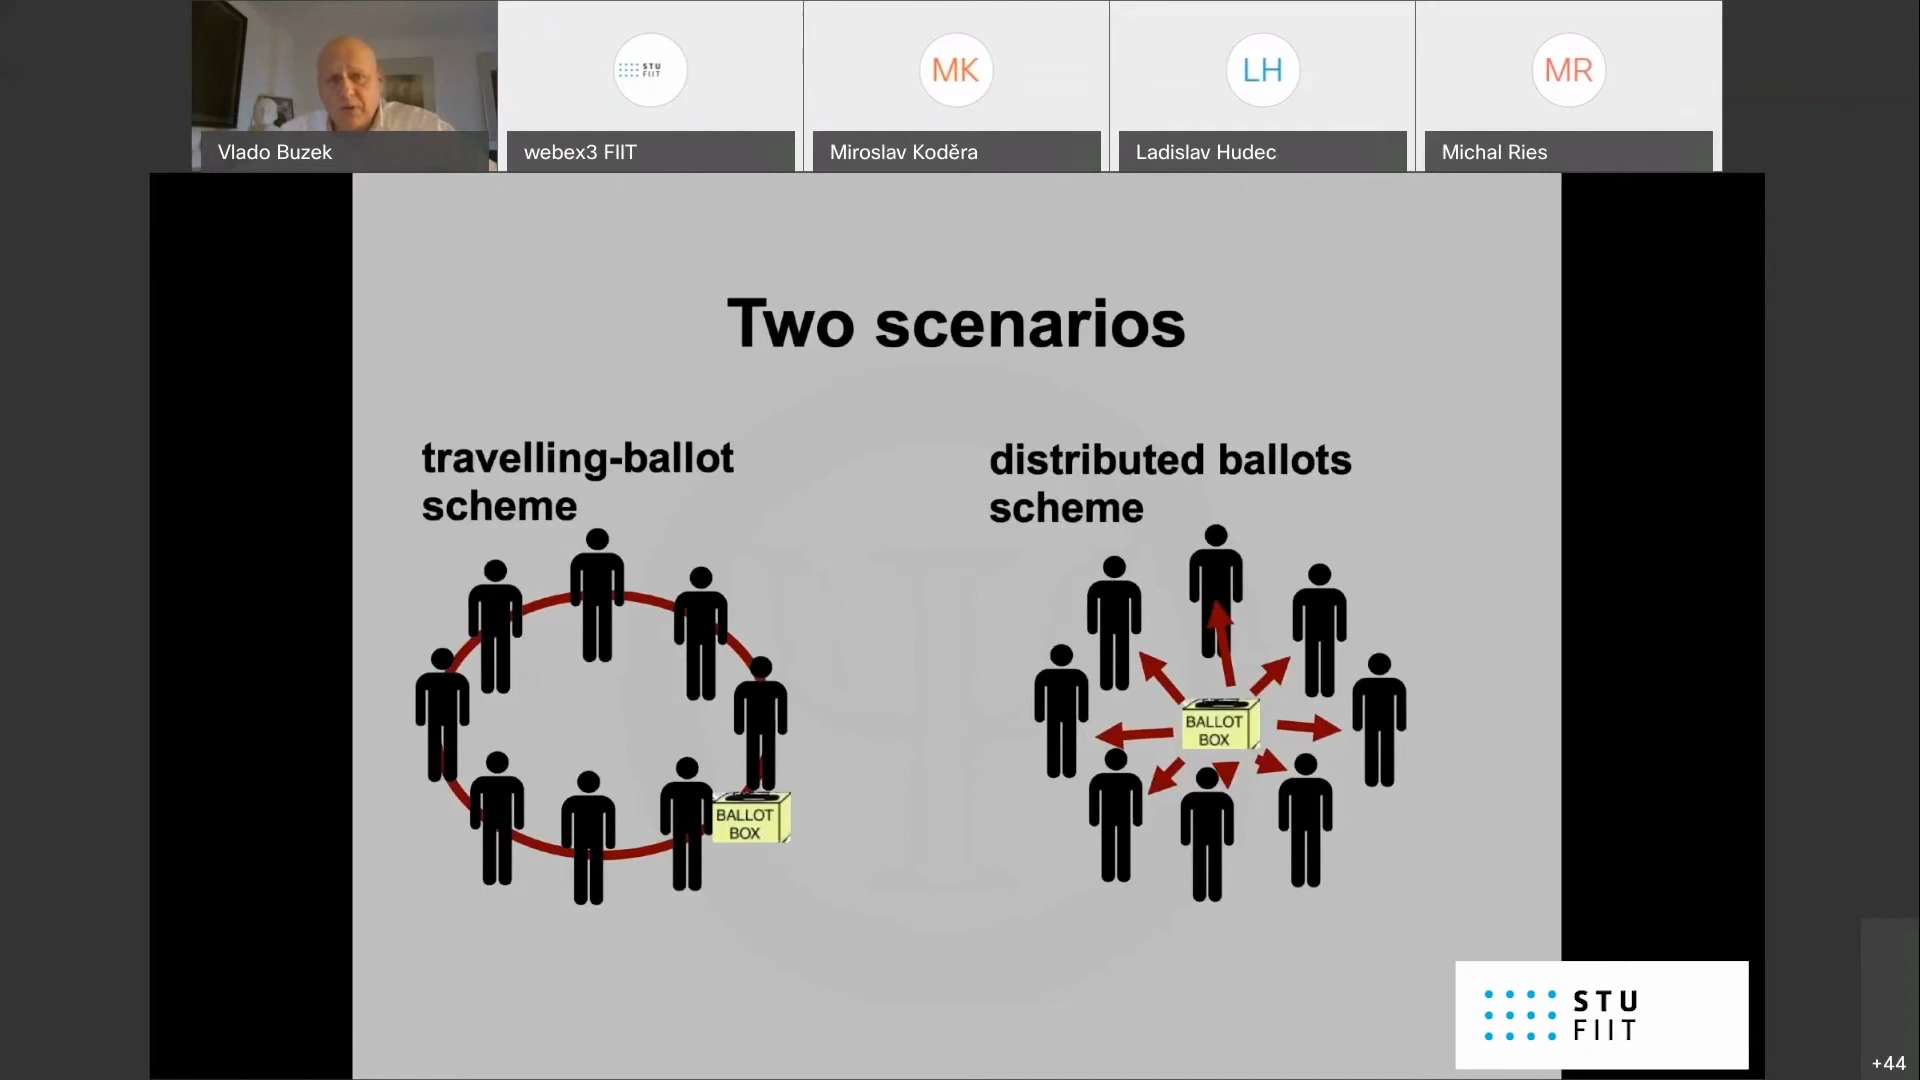 STU
FIIT
MK
LH
MR
Vlado Buzek
webex3 FIIT
Miroslav Koděra
Ladislav Hudec
Michal Ries
Two scenarios
travelling-ballot
scheme
distributed ballots
scheme
BALLOT
BOX
BALLOT
BOX
STU
FIIT
+44